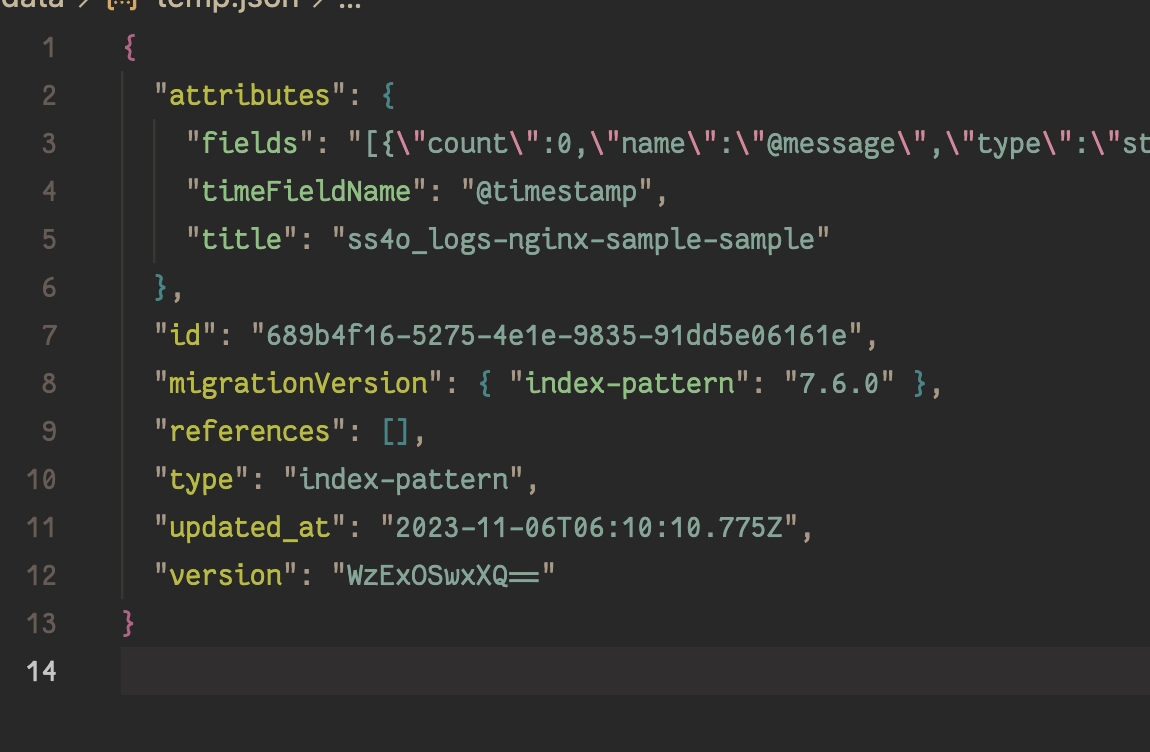 data > {...} temp.json > ...
1 {
2 "attributes": {
3 "fields": "[{\"count\":0,\"name\":\"@message\",\"type\":\"st
4 "timeFieldName": "@timestamp",
5 "title": "ss4o_logs-nginx-sample-sample"
6 },
7 "id": "689b4f16-5275-4e1e-9835-91dd5e06161e",
8 "migrationVersion": { "index-pattern": "7.6.0" },
9 "references": [],
10 "type": "index-pattern",
11 "updated_at": "2023-11-06T06:10:10.775Z",
12 "version": "WzExOSwxXQ=="
13 }
14